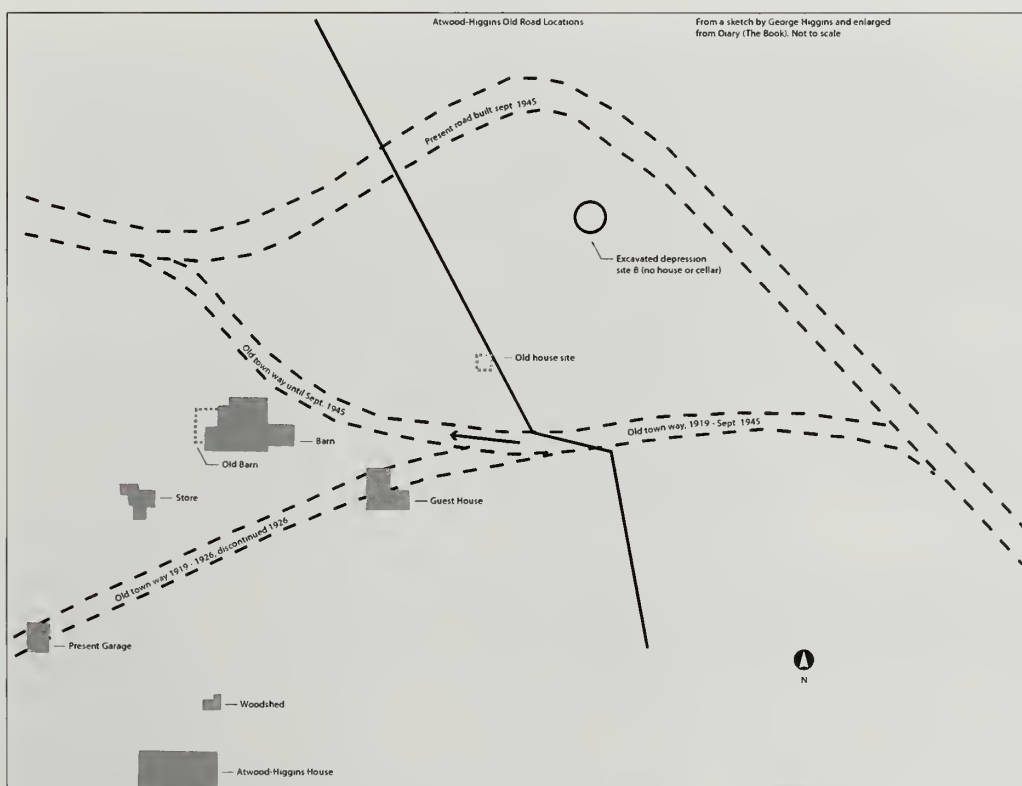 Atwood-Higgins Old Road Locations
From a sketch by George Higgins and enlarged
from Diary (The Book). Not to scale
Present road built sept 1945
Excavated depression
site B (no house or cellar)
Old house site
Old town way until Sept. 1945
Old town way, 1919 - Sept 1945
Barn
Old Barn
Store
Guest House
Old town way 1919 - 1926, discontinued 1926
Present Garage
N
Woodshed
Atwood-Higgins House